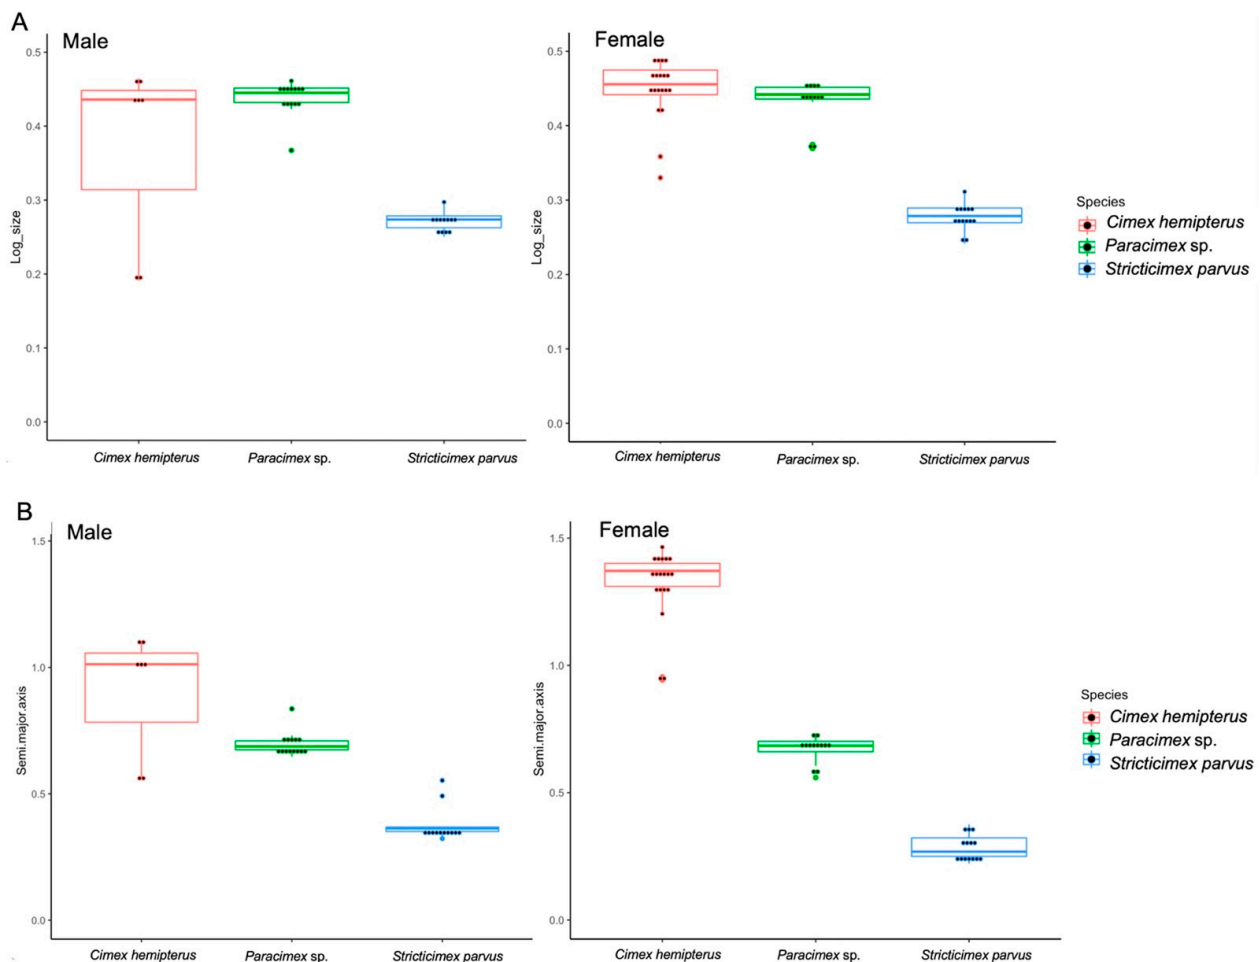 A
Male
Female
0.5
0.4
0.3
0.2
0.1
0.0
Log_size
Cimex hemipterus
Paracimex sp.
Stricticimex parvus
0.5
0.4
0.3
0.2
0.1
0.0
Log_size
Cimex hemipterus
Paracimex sp.
Stricticimex parvus
Species
Cimex hemipterus
Paracimex sp.
Stricticimex parvus
B
Male
Female
1.5
1.0
0.5
0.0
Semi.major.axis
Cimex hemipterus
Paracimex sp.
Stricticimex parvus
1.5
1.0
0.5
0.0
Semi.major.axis
Cimex hemipterus
Paracimex sp.
Stricticimex parvus
Species
Cimex hemipterus
Paracimex sp.
Stricticimex parvus